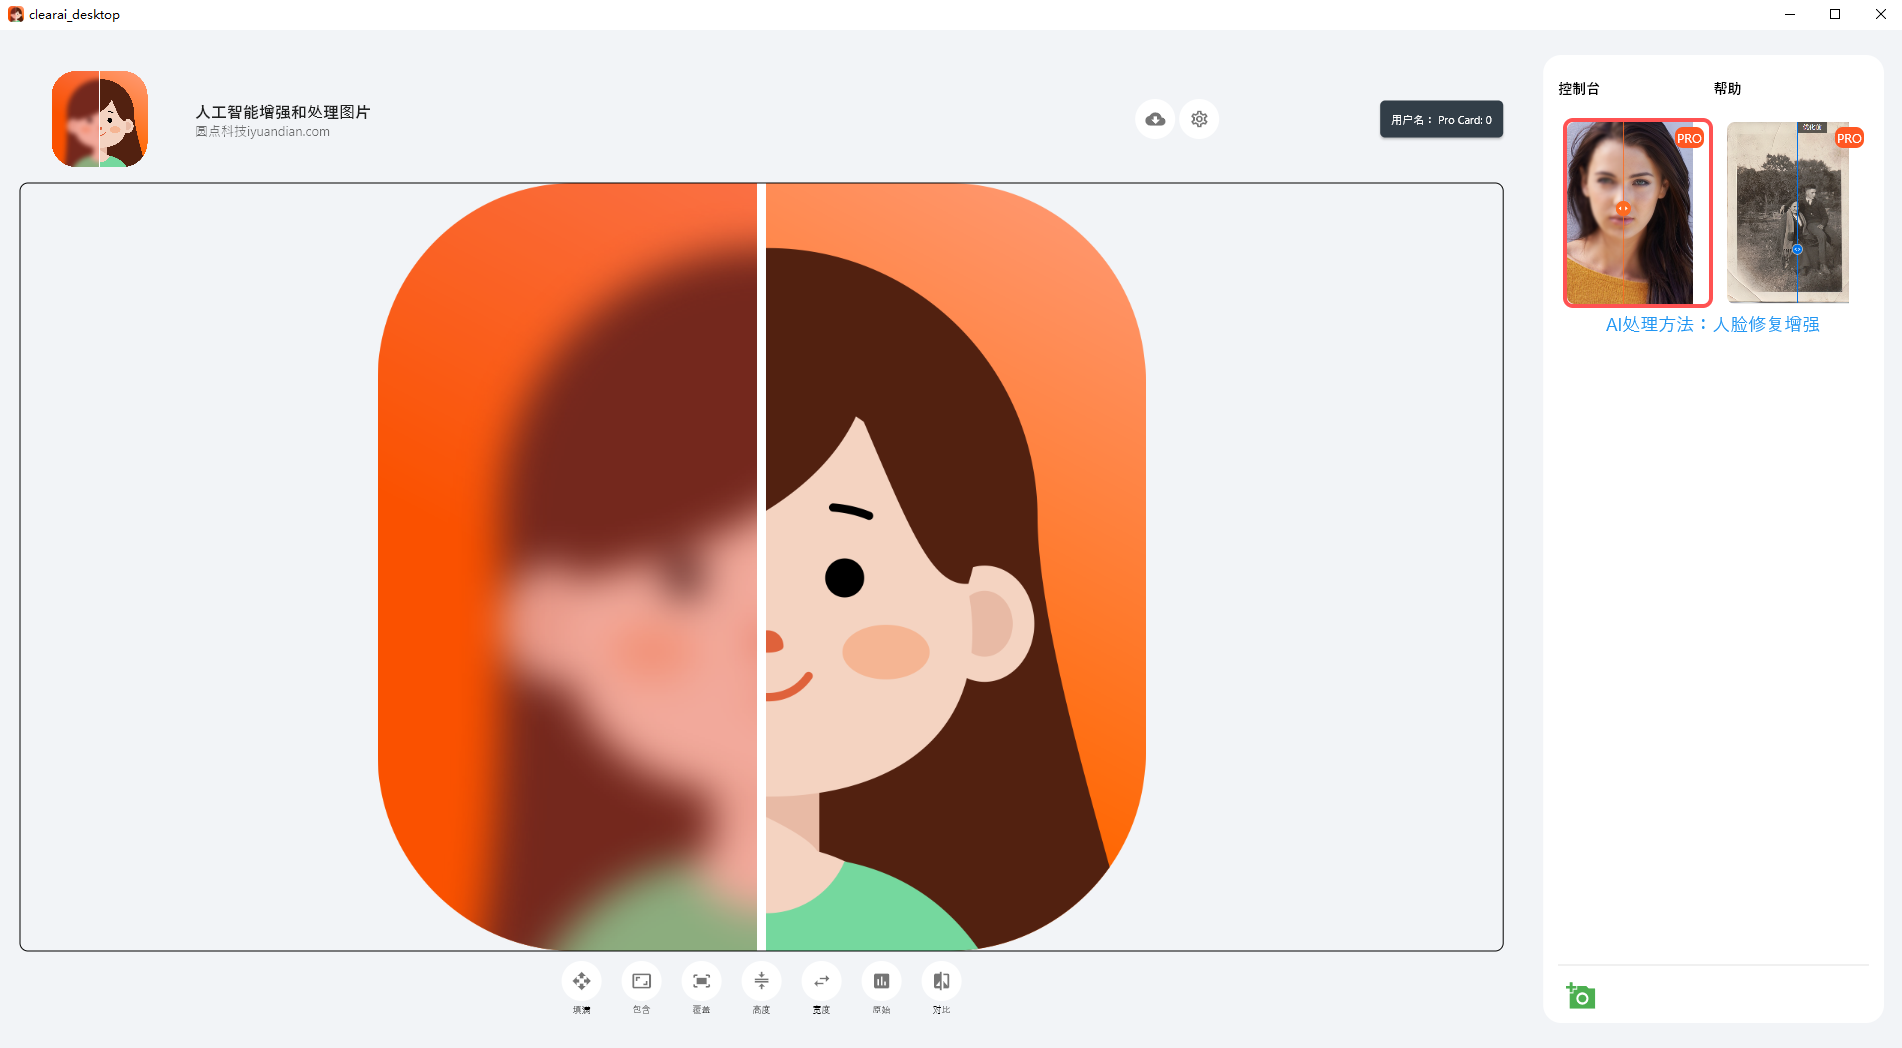 clearai_desktop
人工智能增强和处理图片
圆点科技iyuandian.com
用户名： Pro Card: 0
控制台
帮助
PRO
优化前
PRO
AI处理方法：人脸修复增强
填满
包含
覆盖
高度
宽度
原始
对比